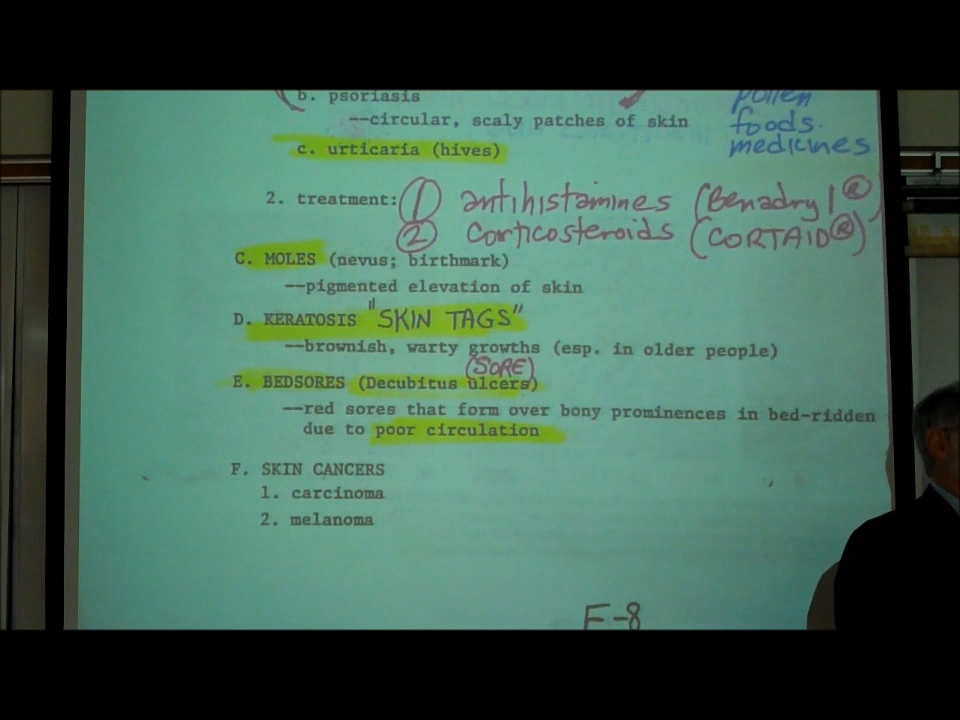 b. psoriasis
pollen
--circular, scaly patches of skin
foods.
c. urticaria (hives)
medicines
2. treatment: ① antihistamines (Benadryl®)
② corticosteroids (CORTAID®)
C. MOLES (nevus; birthmark)
--pigmented elevation of skin
D. KERATOSIS "SKIN TAGS"
--brownish, warty growths (esp. in older people)
(SORE)
E. BEDSORES (Decubitus ulcers)
--red sores that form over bony prominences in bed-ridden
due to poor circulation
F. SKIN CANCERS
1. carcinoma
2. melanoma
F-8